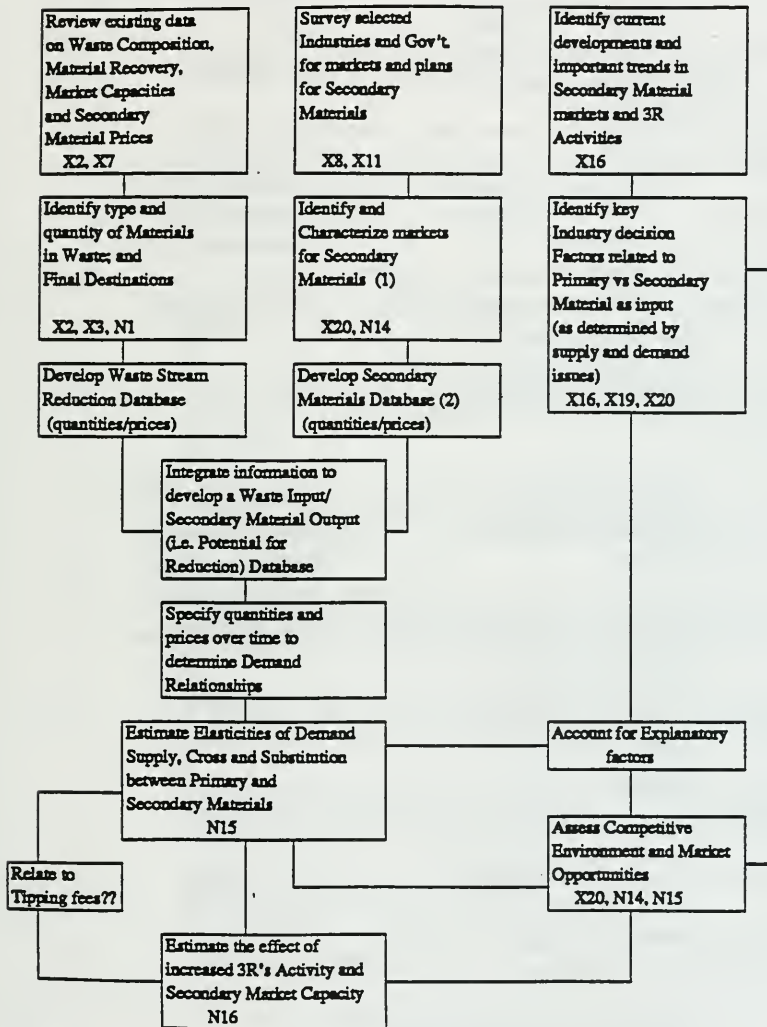 Review existing data
on Waste Composition,
Material Recovery,
Market Capacities
and Secondary
Material Prices
X2, X7
Survey selected
Industries and Gov't.
for markets and plans
for Secondary
Materials
X8, X11
Identify current
developments and
important trends in
Secondary Material
markets and 3R
Activities
X16
Identify type and
quantity of Materials
in Waste; and
Final Destinations
X2, X3, N1
Identify and
Characterize markets
for Secondary
Materials (1)
X20, N14
Identify key
Industry decision
Factors related to
Primary vs Secondary
Material as input
(as determined by
supply and demand
issues)
X16, X19, X20
Develop Waste Stream
Reduction Database
(quantities/prices)
Develop Secondary
Materials Database (2)
(quantities/prices)
Integrate information to
develop a Waste Input/
Secondary Material Output
(i.e. Potential for
Reduction) Database
Specify quantities and
prices over time to
determine Demand
Relationships
Estimate Elasticities of Demand
Supply, Cross and Substitution
between Primary and
Secondary Materials
N15
Account for Explanatory
factors
Assess Competitive
Environment and Market
Opportunities
X20, N14, N15
Relate to
Tipping fees??
Estimate the effect of
increased 3R's Activity and
Secondary Market Capacity
N16